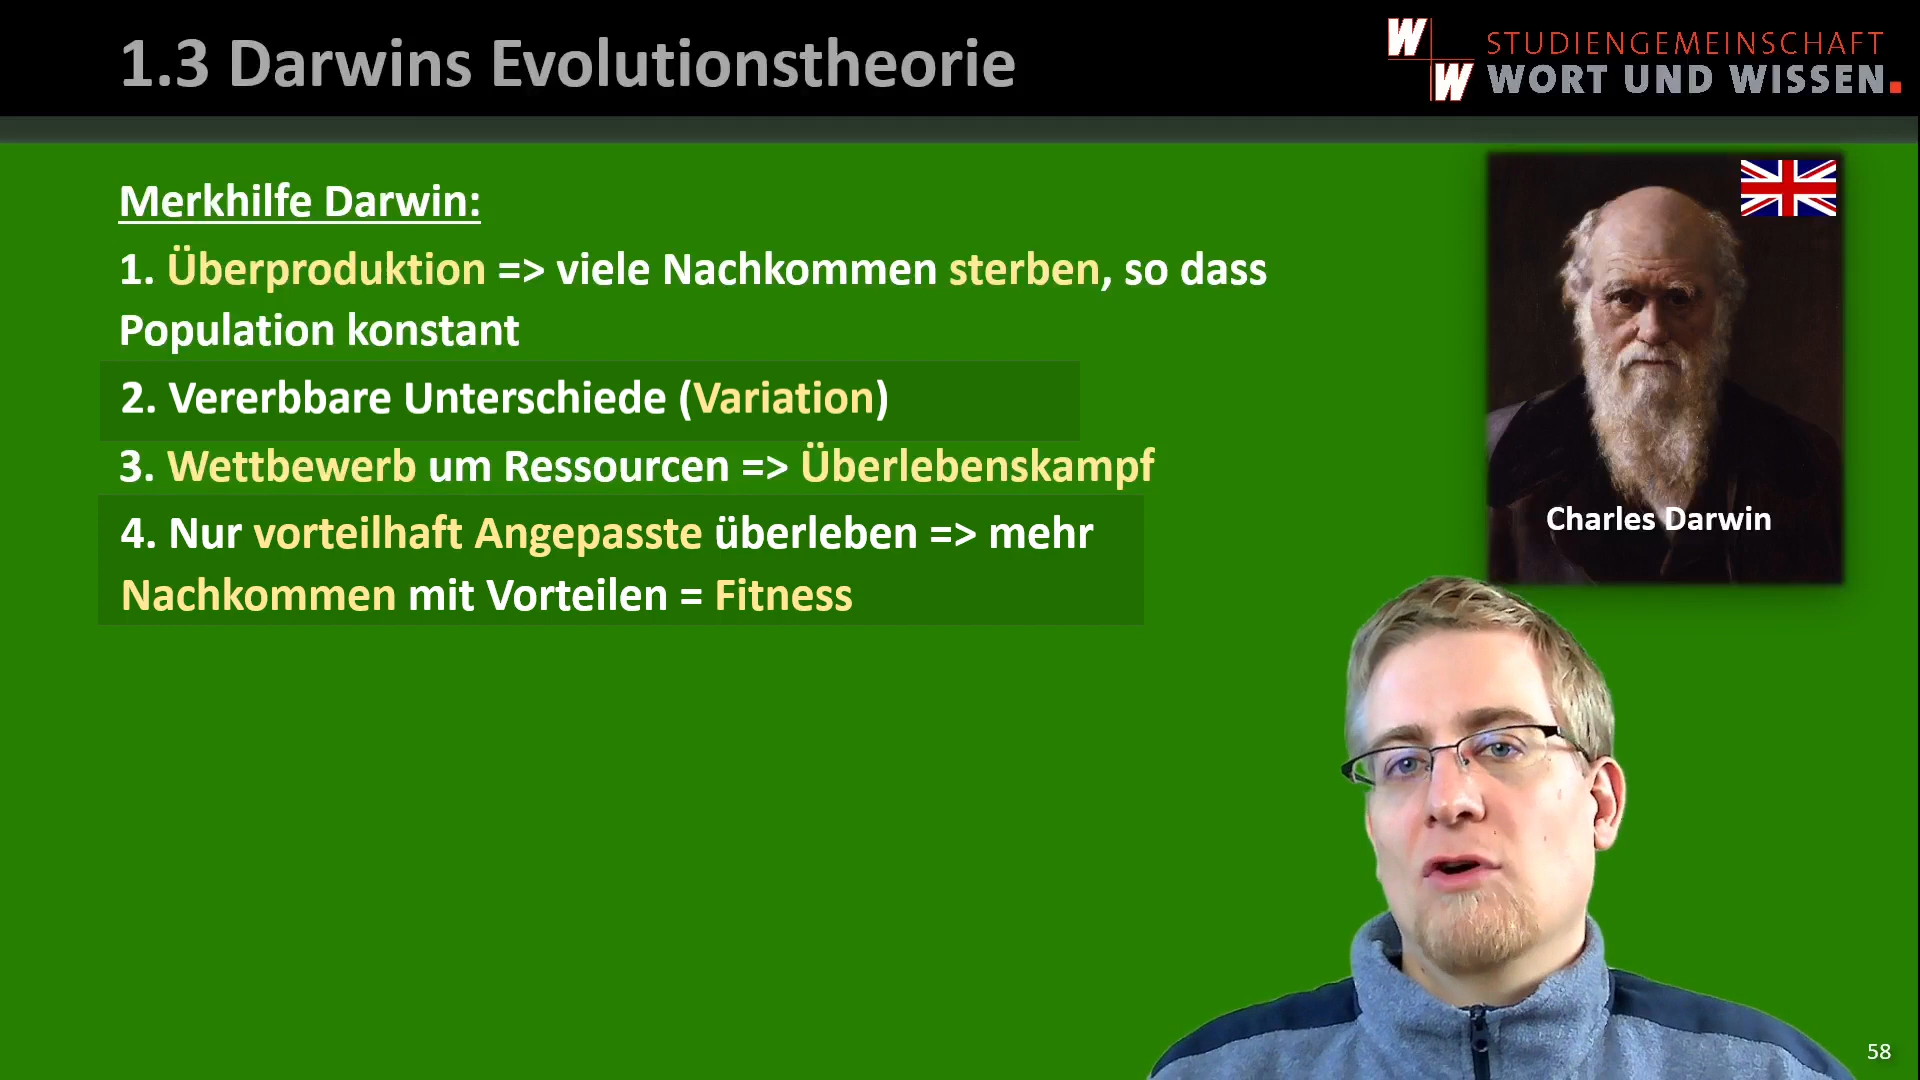 1.3 Darwins Evolutionstheorie
W
W
STUDIENGEMEINSCHAFT
WORT UND WISSEN.
Merkhilfe Darwin:
1. Überproduktion => viele Nachkommen sterben, so dass
Population konstant
2. Vererbbare Unterschiede (Variation)
3. Wettbewerb um Ressourcen => Überlebenskampf
4. Nur vorteilhaft Angepasste überleben => mehr
Nachkommen mit Vorteilen = Fitness
Charles Darwin
58